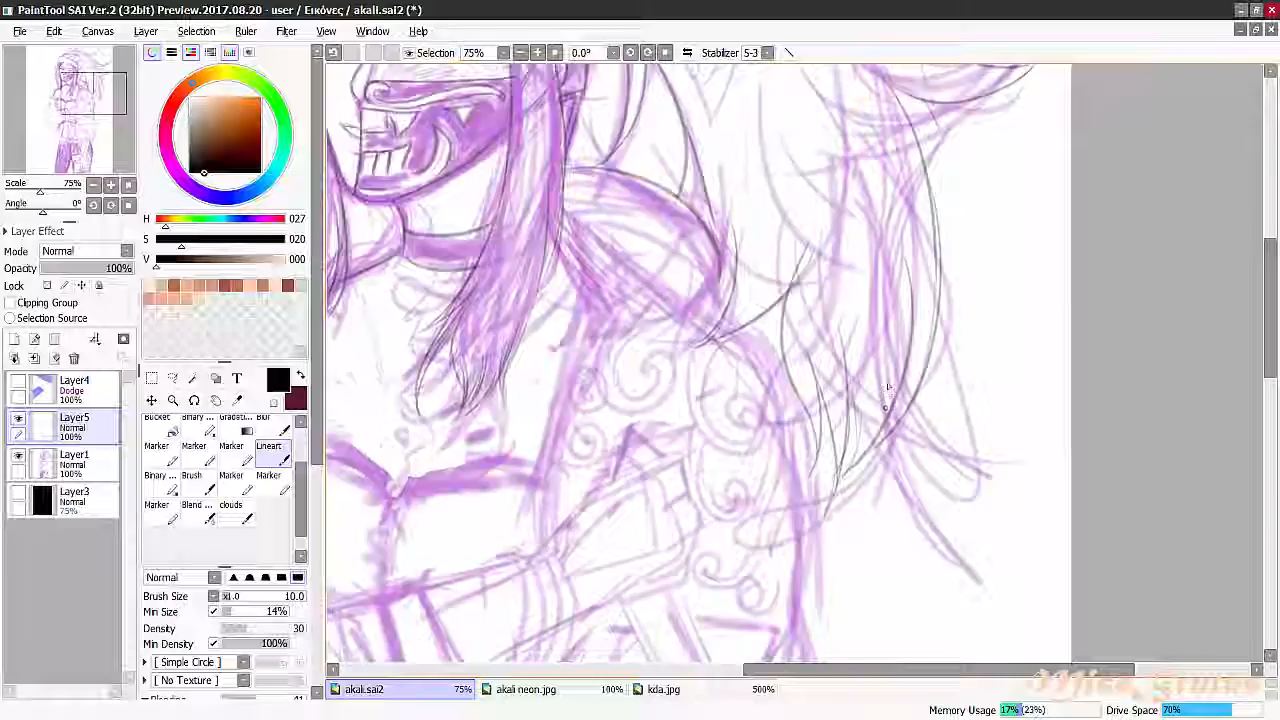 PaintTool SAI Ver.2 (32bit) Preview.2017.08.20 - user / Εικόνες / akali.sai2 (*)
File Edit Canvas Layer Selection Ruler Filter View Window Help
Selection 75% 0.0° Stabilizer S-3
Scale 75%
Angle 0°
Layer Effect
Mode Normal
Opacity 100%
Lock
Clipping Group
Selection Source
Layer4
Dodge
100%
Layer5
Normal
100%
Layer1
Normal
100%
Layer3
Normal
75%
H 027
S 020
V 000
T
Bucket Binary ... Gradati... Blur
Marker Marker Marker Lineart
Binary ... Brush Marker Marker
Marker Blend ... clouds
Normal
Brush Size x1.0 10.0
Min Size 14%
Density 30
Min Density 100%
[ Simple Circle ]
[ No Texture ]
akali.sai2 75% akali neon.jpg 100% kda.jpg 500%
Memory Usage 17% (23%) Drive Space 70%